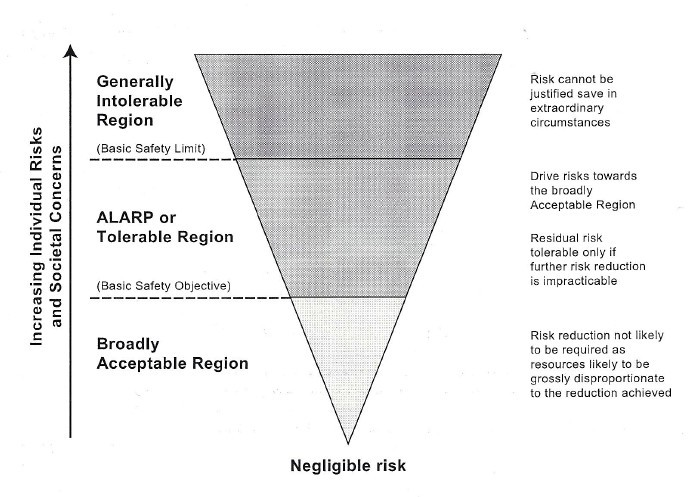 Increasing Individual Risks
and Societal Concerns
Generally
Intolerable
Region
(Basic Safety Limit)
ALARP or
Tolerable Region
(Basic Safety Objective)
Broadly
Acceptable Region
Risk cannot be
justified save in
extraordinary
circumstances
Drive risks towards
the broadly
Acceptable Region
Residual risk
tolerable only if
further risk reduction
is impracticable
Risk reduction not likely
to be required as
resources likely to be
grossly disproportionate
to the reduction achieved
Negligible risk